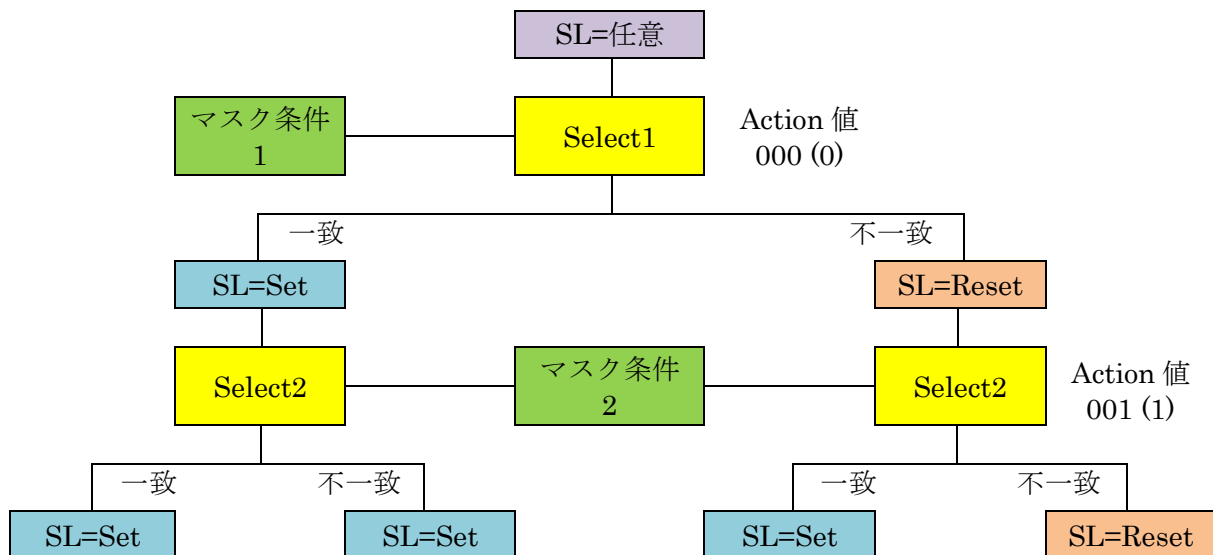 SL=任意
マスク条件
1
Select1
Action 値
000 (0)
一致
不一致
SL=Set
SL=Reset
Select2
マスク条件
2
Select2
Action 値
001 (1)
一致
不一致
一致
不一致
SL=Set
SL=Set
SL=Set
SL=Reset